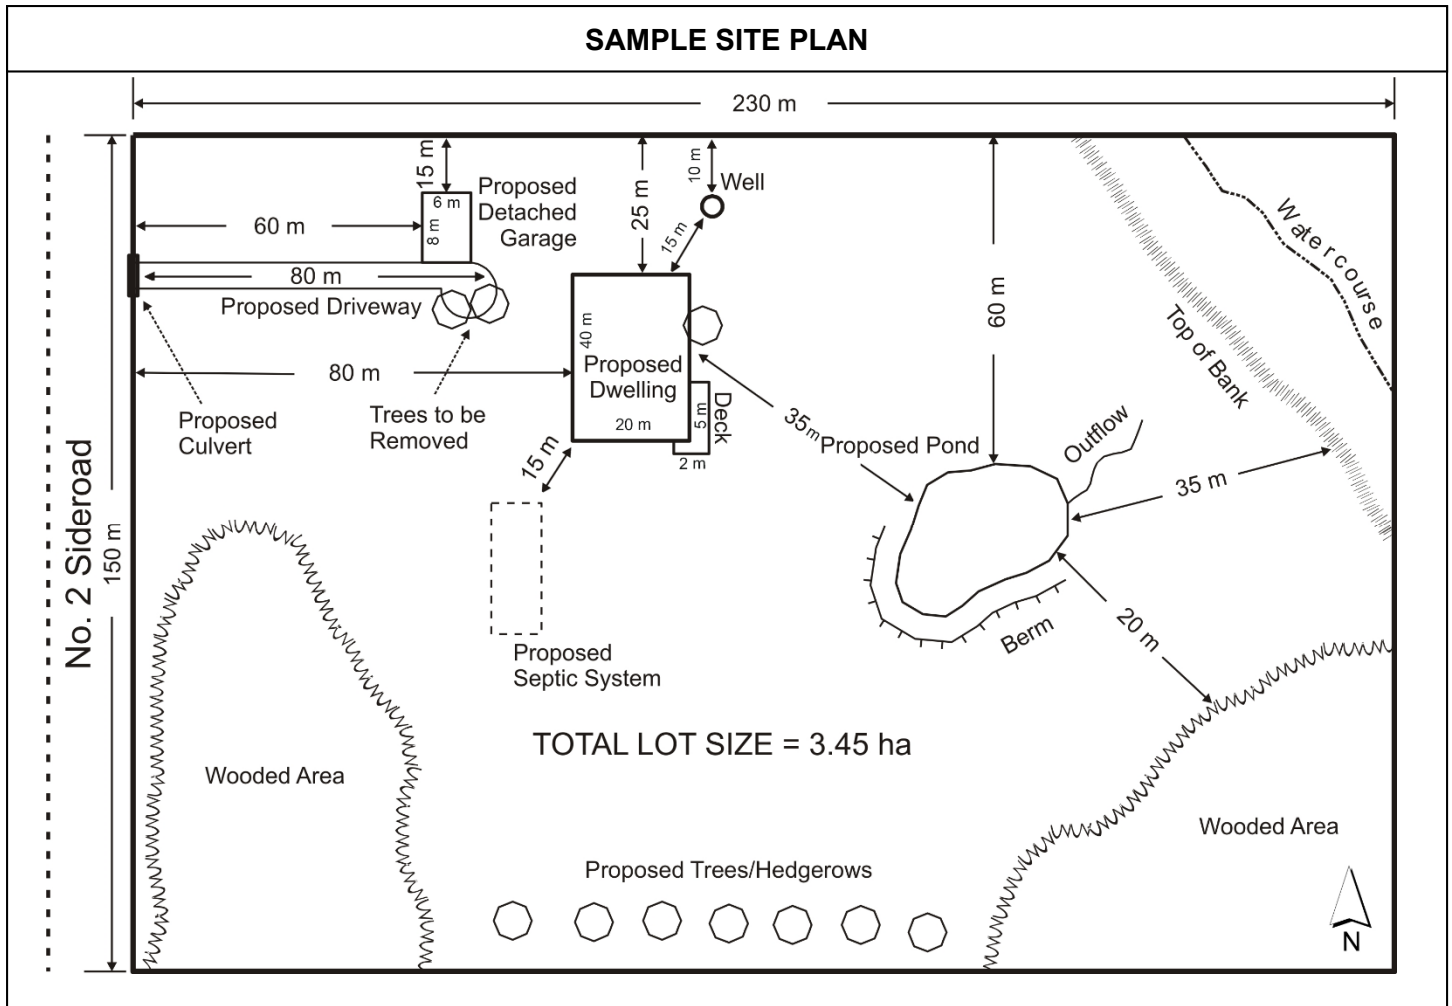 SAMPLE SITE PLAN
230 m
15 m
6 m
8 m
Proposed
Detached
Garage
60 m
80 m
Proposed Driveway
25 m
10 m
Well
15 m
60 m
Watercourse
Top of Bank
80 m
40 m
Proposed
Dwelling
20 m
Deck
5 m
2 m
Proposed
Culvert
Trees to be
Removed
15 m
35m
Proposed Pond
Outflow
35 m
No. 2 Sideroad
150 m
Berm
20 m
Proposed
Septic System
TOTAL LOT SIZE = 3.45 ha
Wooded Area
Wooded Area
Proposed Trees/Hedgerows
N